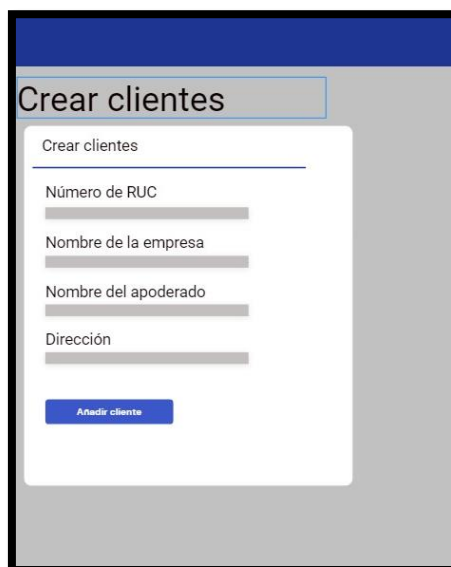 Crear clientes
Crear clientes
Número de RUC
Nombre de la empresa
Nombre del apoderado
Dirección
Añadir cliente